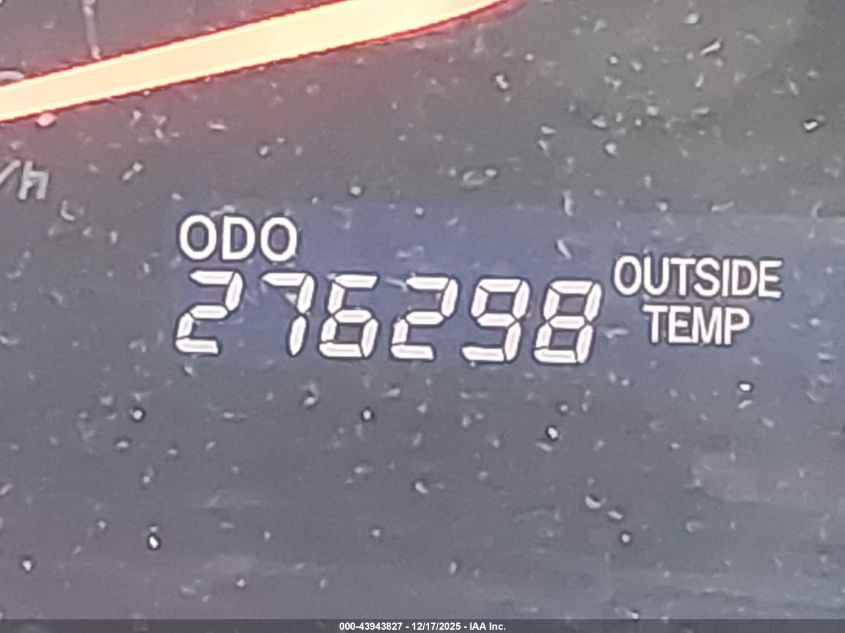 /h
ODO
276298
OUTSIDE
TEMP
000-43943827 - 12/17/2025 - IAA Inc.